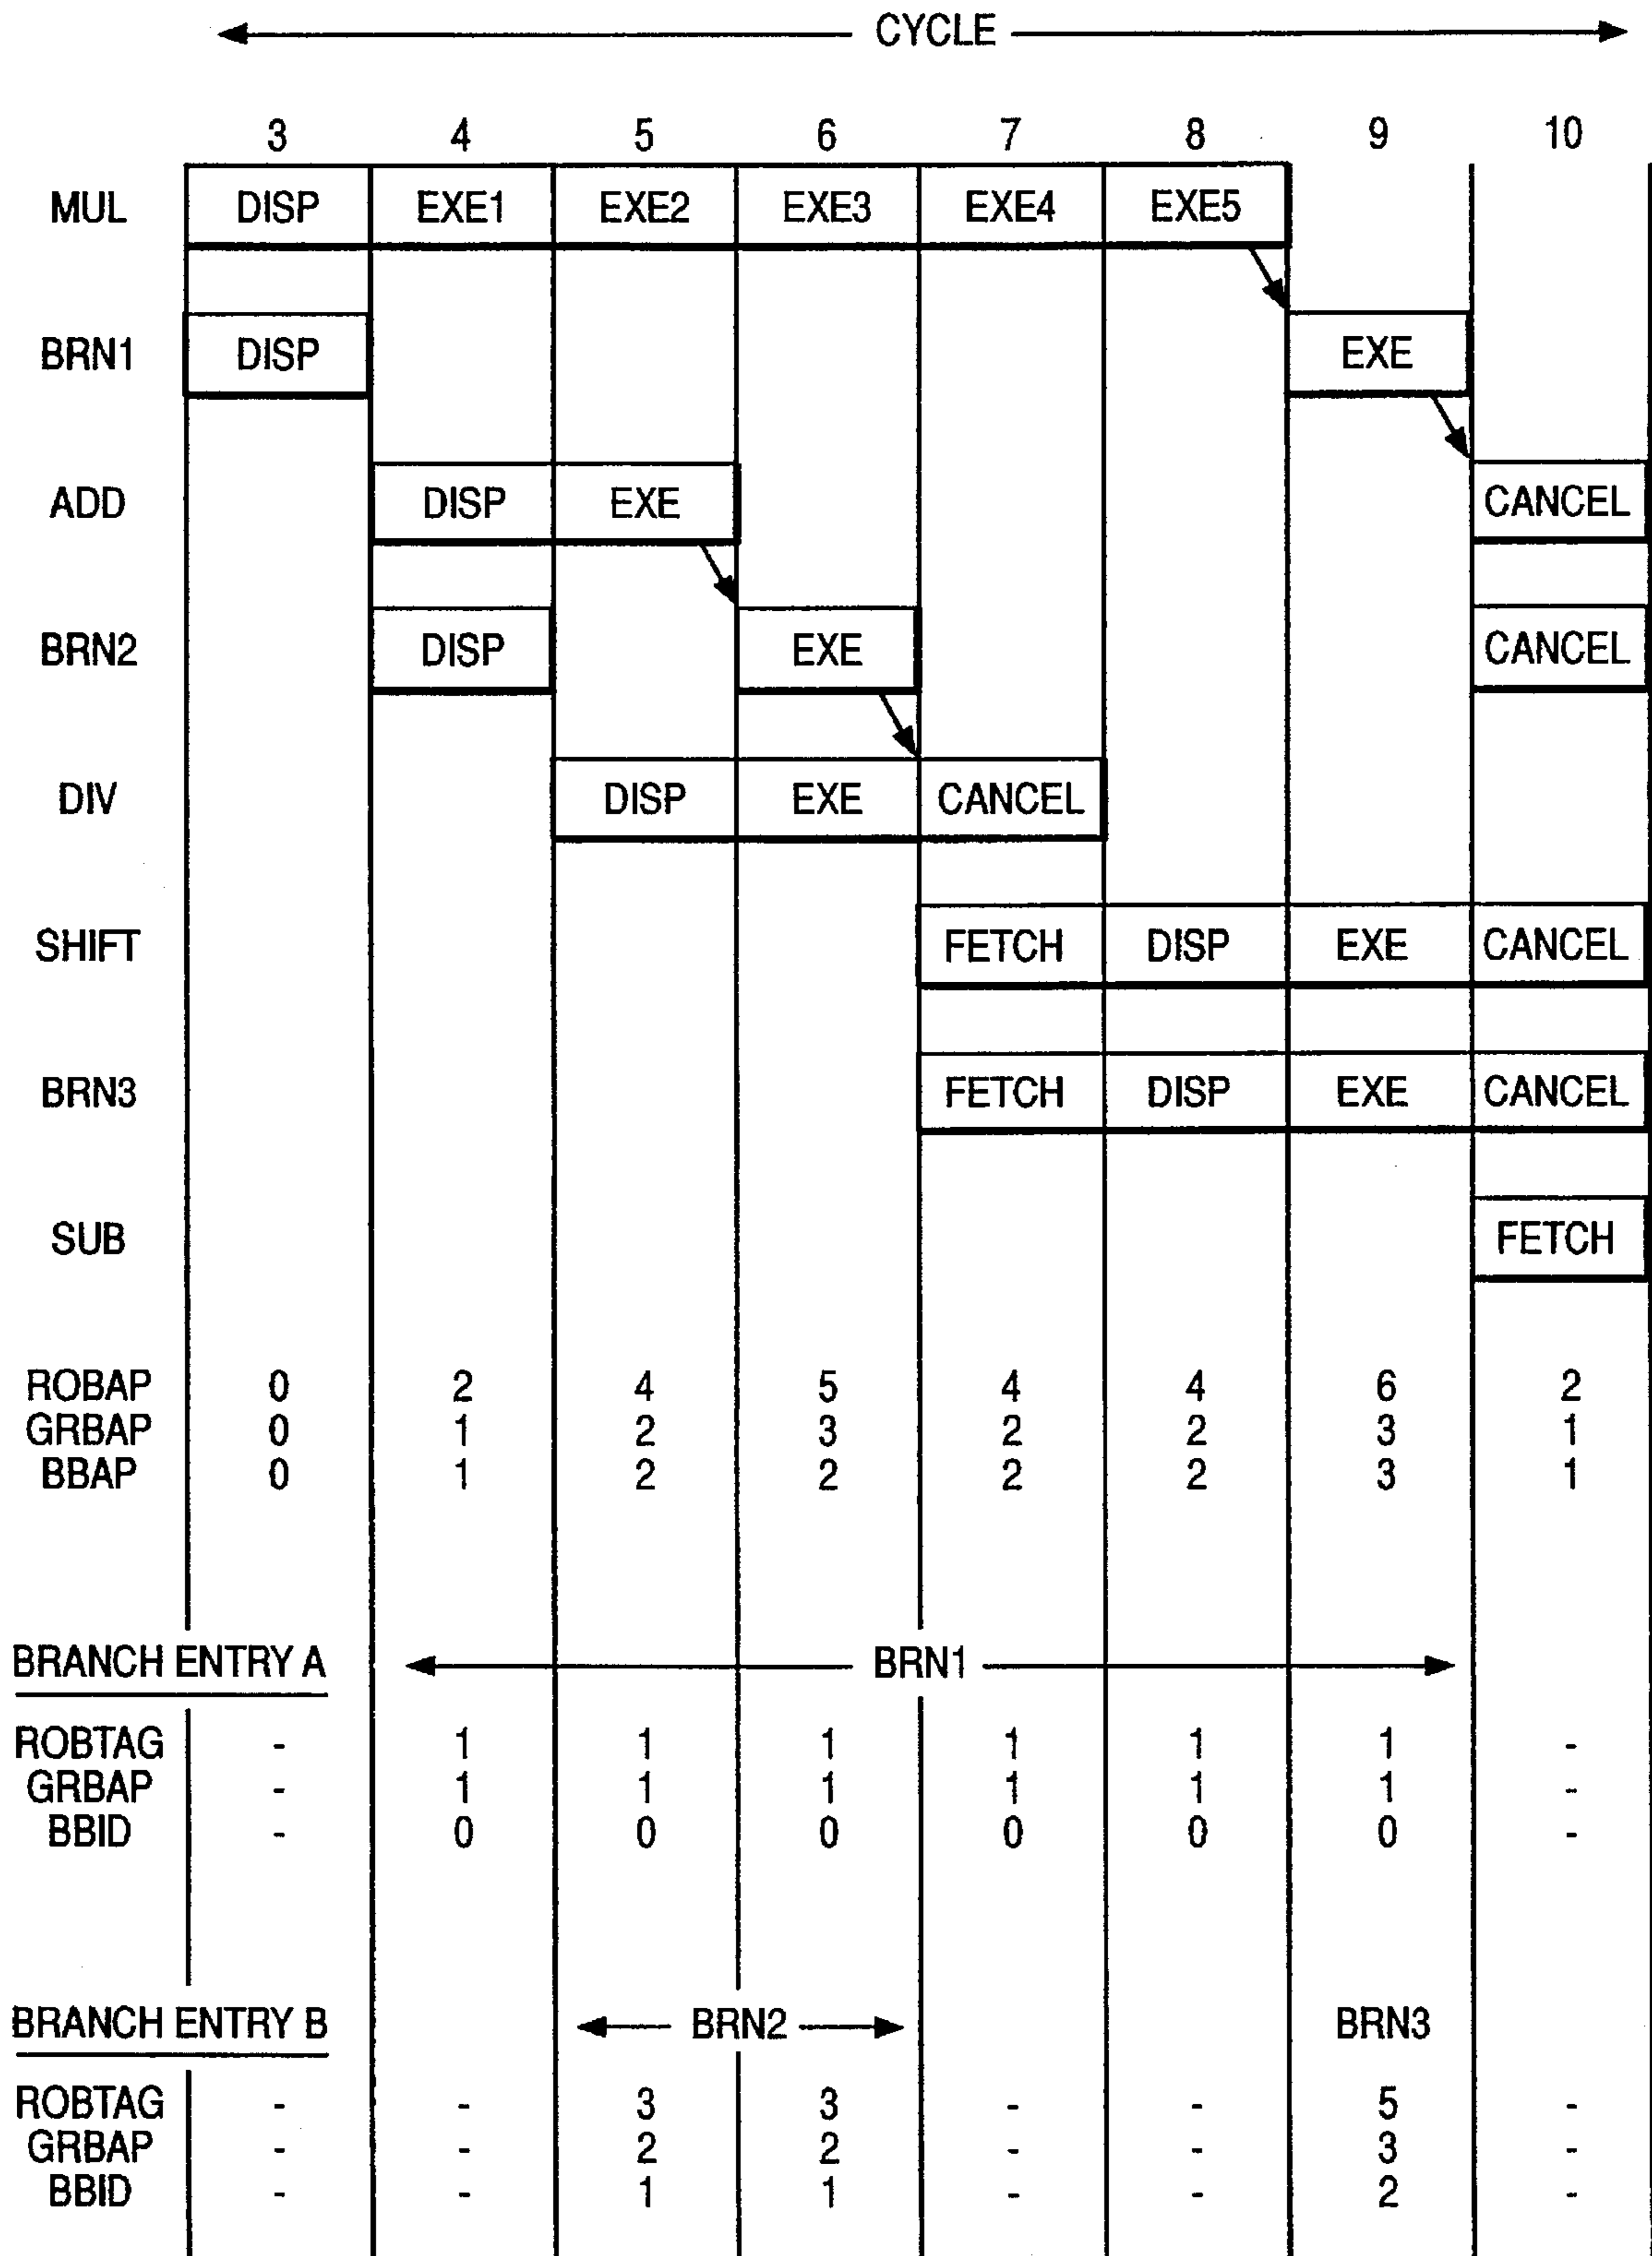 CYCLE
3 4 5 6 7 8 9 10
MUL DISP EXE1 EXE2 EXE3 EXE4 EXE5
BRN1 DISP EXE
ADD DISP EXE CANCEL
BRN2 DISP EXE CANCEL
DIV DISP EXE CANCEL
SHIFT FETCH DISP EXE CANCEL
BRN3 FETCH DISP EXE CANCEL
SUB FETCH
ROBAP 0 2 4 5 4 4 6 2
GRBAP 0 1 2 3 2 2 3 1
BBAP 0 1 2 2 2 2 3 1
BRANCH ENTRY A BRN1
ROBTAG - 1 1 1 1 1 1 -
GRBAP - 1 1 1 1 1 1 -
BBID - 0 0 0 0 0 0 -
BRANCH ENTRY B BRN2 BRN3
ROBTAG - - 3 3 - - 5 -
GRBAP - - 2 2 - - 3 -
BBID - - 1 1 - - 2 -